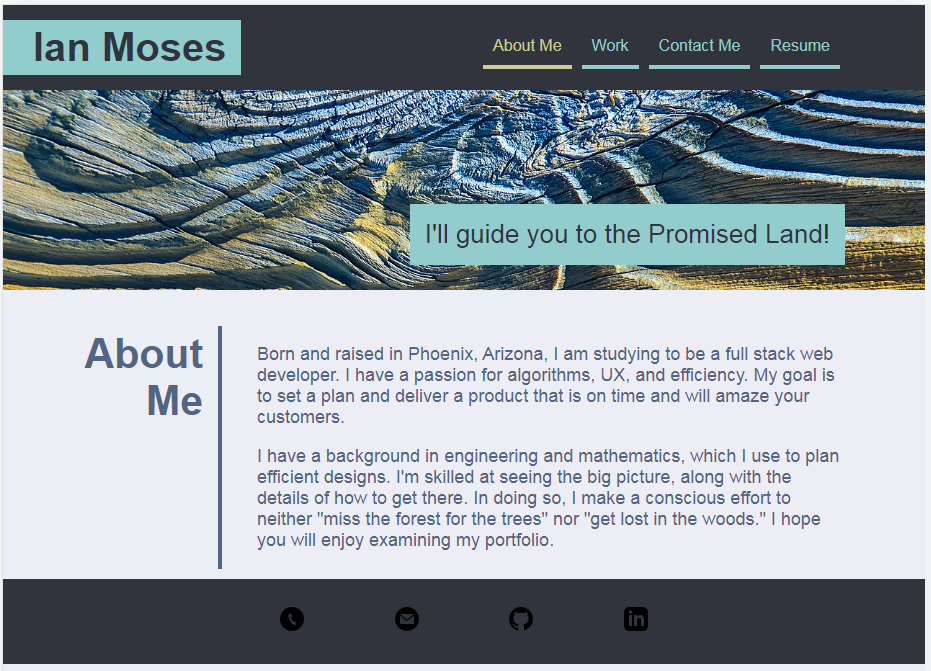 Ian Moses
About Me
Work
Contact Me
Resume
I'll guide you to the Promised Land!
About
Me
Born and raised in Phoenix, Arizona, I am studying to be a full stack web
developer. I have a passion for algorithms, UX, and efficiency. My goal is
to set a plan and deliver a product that is on time and will amaze your
customers.
I have a background in engineering and mathematics, which I use to plan
efficient designs. I'm skilled at seeing the big picture, along with the
details of how to get there. In doing so, I make a conscious effort to
neither "miss the forest for the trees" nor "get lost in the woods." I hope
you will enjoy examining my portfolio.
in